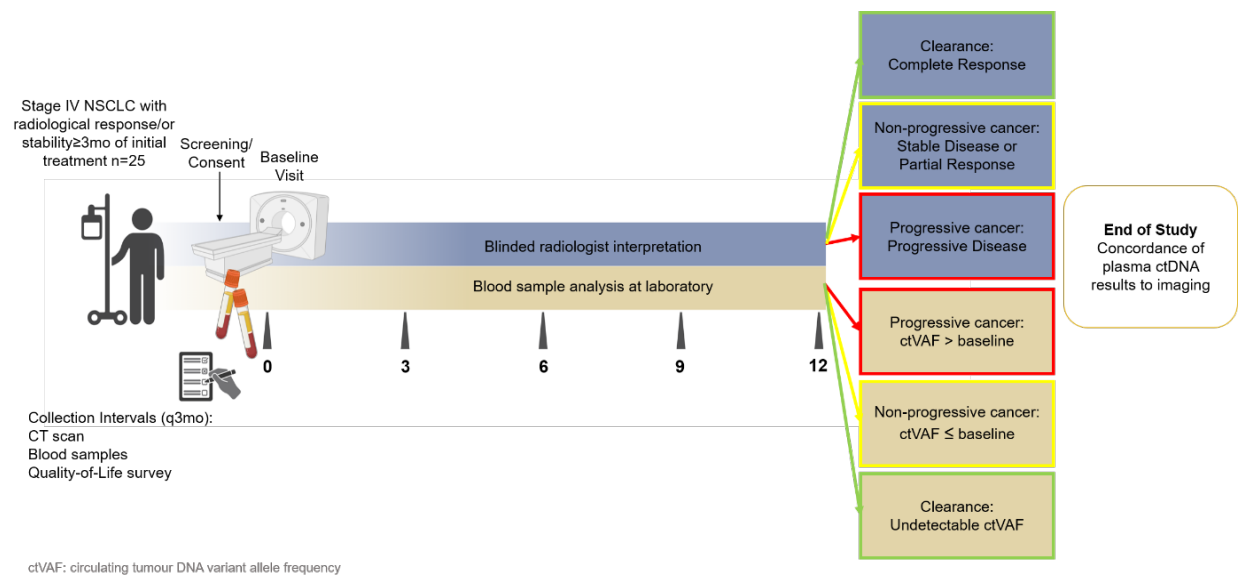 Stage IV NSCLC with
radiological response/or
stability≥3mo of initial
treatment n=25
Screening/
Consent
Baseline
Visit
Blinded radiologist interpretation
Blood sample analysis at laboratory
0
3
6
9
12
Collection Intervals (q3mo):
CT scan
Blood samples
Quality-of-Life survey
Clearance:
Complete Response
Non-progressive cancer:
Stable Disease or
Partial Response
Progressive cancer:
Progressive Disease
Progressive cancer:
ctVAF > baseline
Non-progressive cancer:
ctVAF ≤ baseline
Clearance:
Undetectable ctVAF
End of Study
Concordance of
plasma ctDNA
results to imaging
ctVAF: circulating tumour DNA variant allele frequency